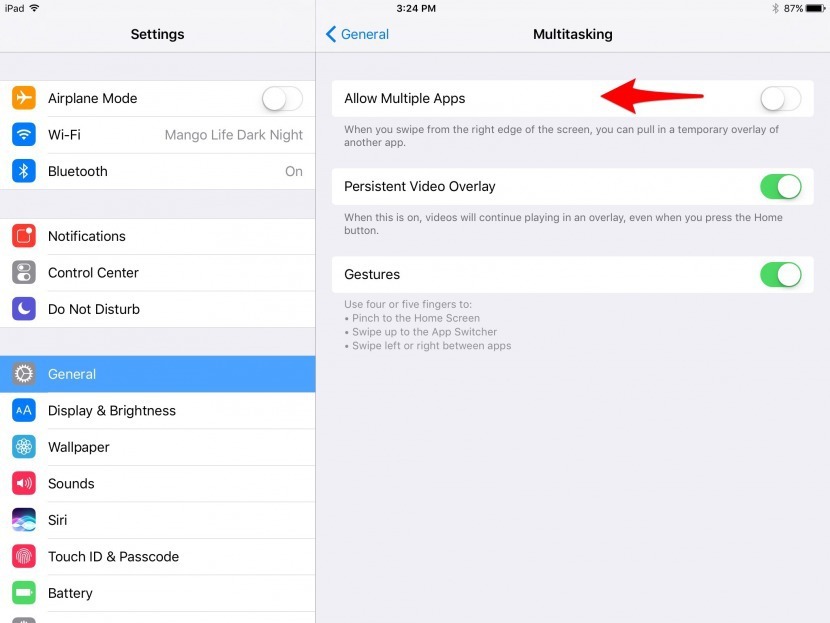 iPad
3:24 PM
87%
Settings
Airplane Mode
Wi-Fi Mango Life Dark Night
Bluetooth On
Notifications
Control Center
Do Not Disturb
General
AA Display & Brightness
Wallpaper
Sounds
Siri
Touch ID & Passcode
Battery
General
Multitasking
Allow Multiple Apps
When you swipe from the right edge of the screen, you can pull in a temporary overlay of
another app.
Persistent Video Overlay
When this is on, videos will continue playing in an overlay, even when you press the Home
button.
Gestures
Use four or five fingers to:
• Pinch to the Home Screen
• Swipe up to the App Switcher
• Swipe left or right between apps